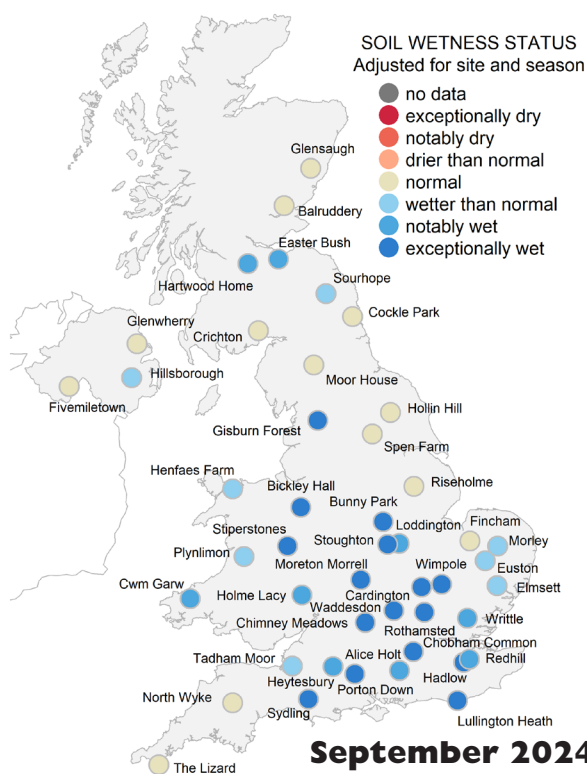 SOIL WETNESS STATUS
Adjusted for site and season
no data
exceptionally dry
notably dry
drier than normal
normal
wetter than normal
notably wet
exceptionally wet
Glensaugh
Balruddery
Easter Bush
Hartwood Home
Sourhope
Cockle Park
Glenwherry
Crichton
Hillsborough
Moor House
Fivemiletown
Hollin Hill
Gisburn Forest
Spen Farm
Henfaes Farm
Riseholme
Bickley Hall
Bunny Park
Loddington
Fincham
Stiperstones
Stoughton
Morley
Plynlimon
Moreton Morrell
Wimpole
Euston
Cwm Garw
Holme Lacy
Cardington
Elmsett
Waddesdon
Chimney Meadows
Rothamsted
Writtle
Chobham Common
Tadham Moor
Alice Holt
Redhill
Heytesbury
Hadlow
North Wyke
Porton Down
Sydling
Lullington Heath
The Lizard
September 2024